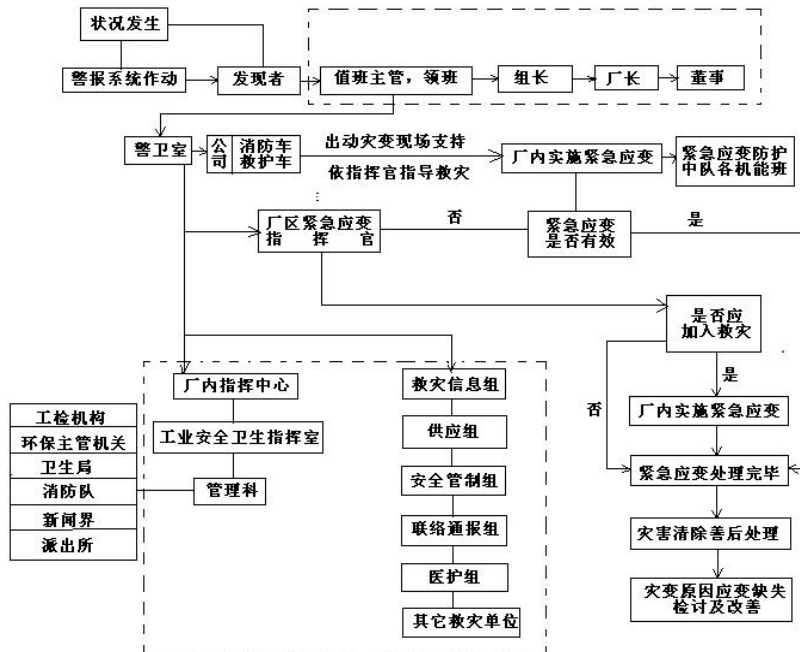 状况发生
警报系统作动
发现者
值班主管，领班
组长
厂长
董事
警卫室
公司
消防车
救护车
出动灾变现场支持
依指挥官指导救灾
…
厂内实施紧急应变
紧急应变防护
中队各机能班
厂区紧急应变
指挥官
否
紧急应变
是否有效
是
是否应
加入救灾
是
否
厂内指挥中心
救灾信息组
厂内实施紧急应变
工检机构
环保主管机关
卫生局
消防队
新闻界
派出所
工业安全卫生指挥室
管理科
供应组
安全管制组
联络通报组
医护组
其它救灾单位
紧急应变处理完毕
灾害清除善后处理
灾变原因应变缺失
检讨及改善